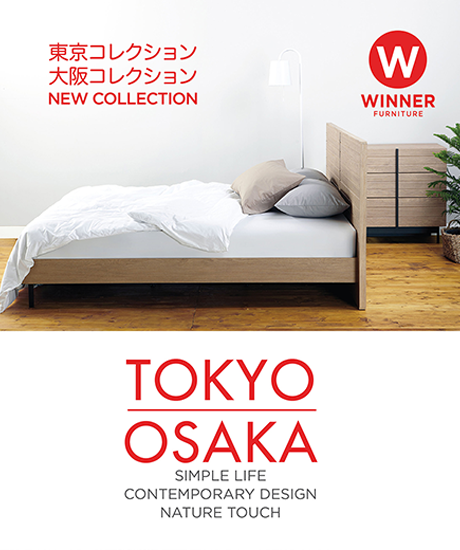 東京コレクション
大阪コレクション
NEW COLLECTION
W
WINNER
FURNITURE
TOKYO
OSAKA
SIMPLE LIFE
CONTEMPORARY DESIGN
NATURE TOUCH